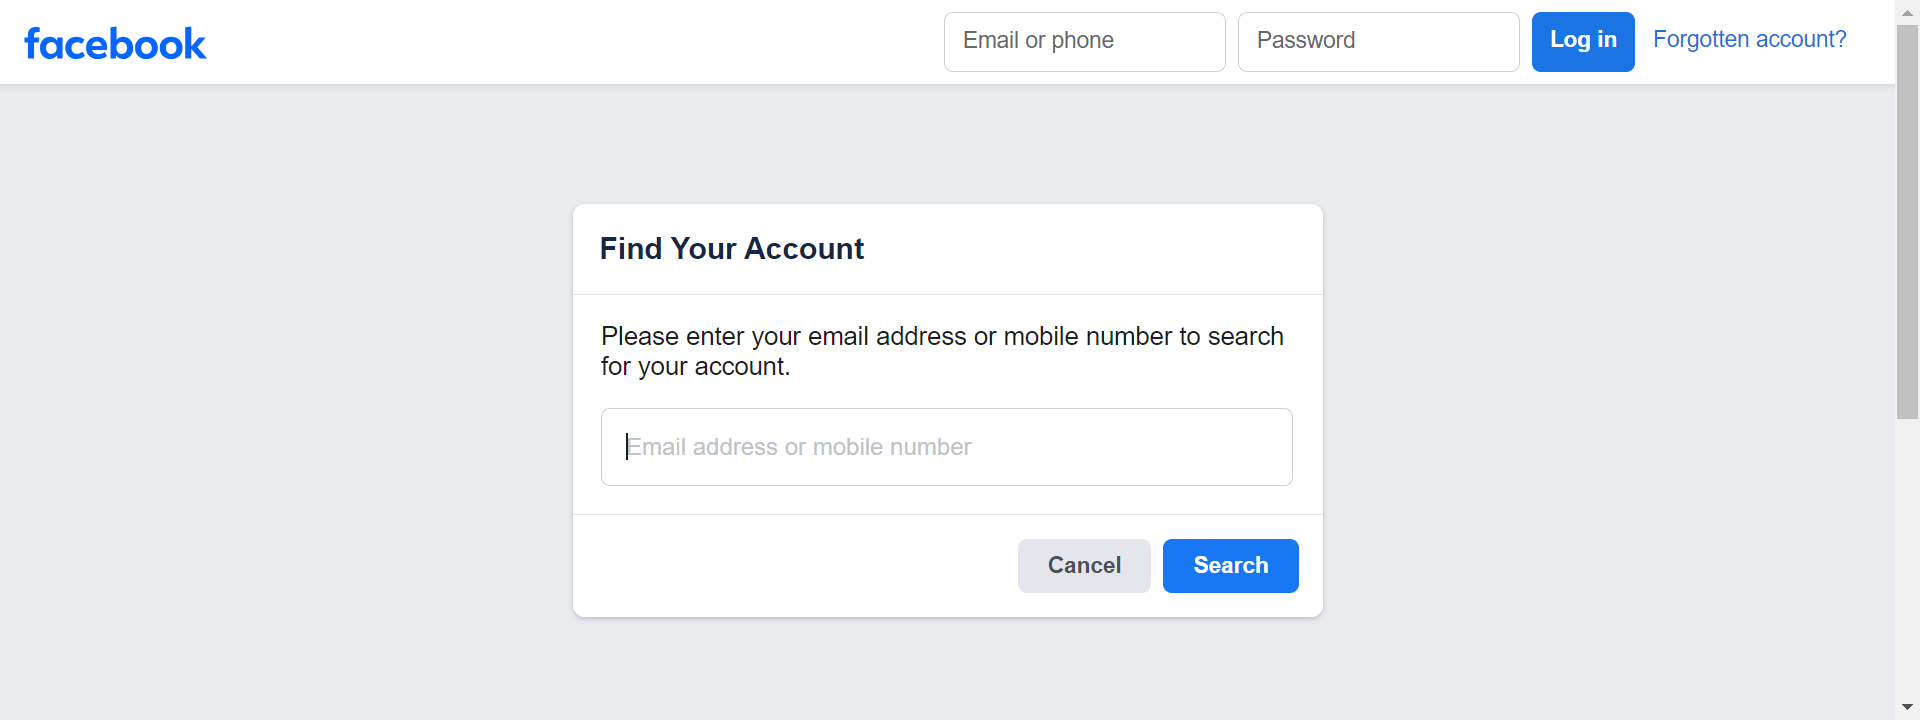 facebook
Email or phone
Password
Log in
Forgotten account?
Find Your Account
Please enter your email address or mobile number to search
for your account.
Email address or mobile number
Cancel
Search